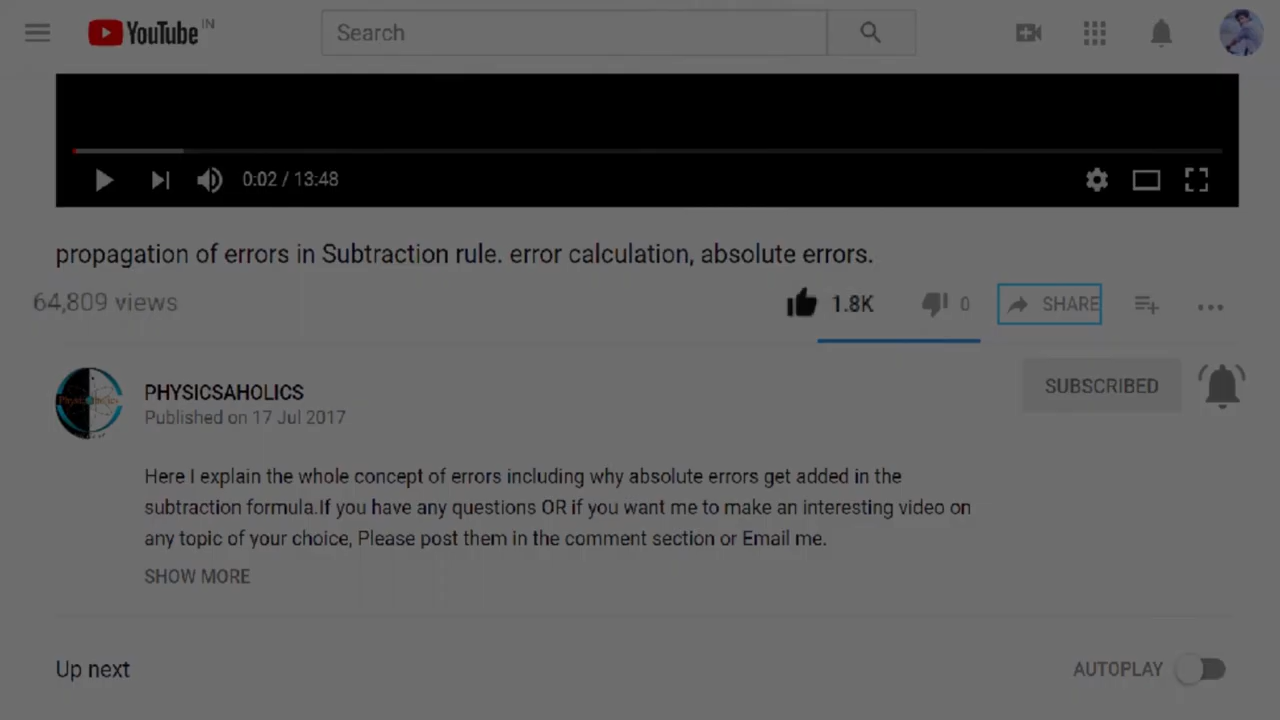 YouTube IN
Search
0:02 / 13:48
propagation of errors in Subtraction rule. error calculation, absolute errors.
64,809 views
1.8K
0
SHARE
PHYSICSAHOLICS
Published on 17 Jul 2017
SUBSCRIBED
Here I explain the whole concept of errors including why absolute errors get added in the
subtraction formula.If you have any questions OR if you want me to make an interesting video on
any topic of your choice, Please post them in the comment section or Email me.
SHOW MORE
Up next
AUTOPLAY